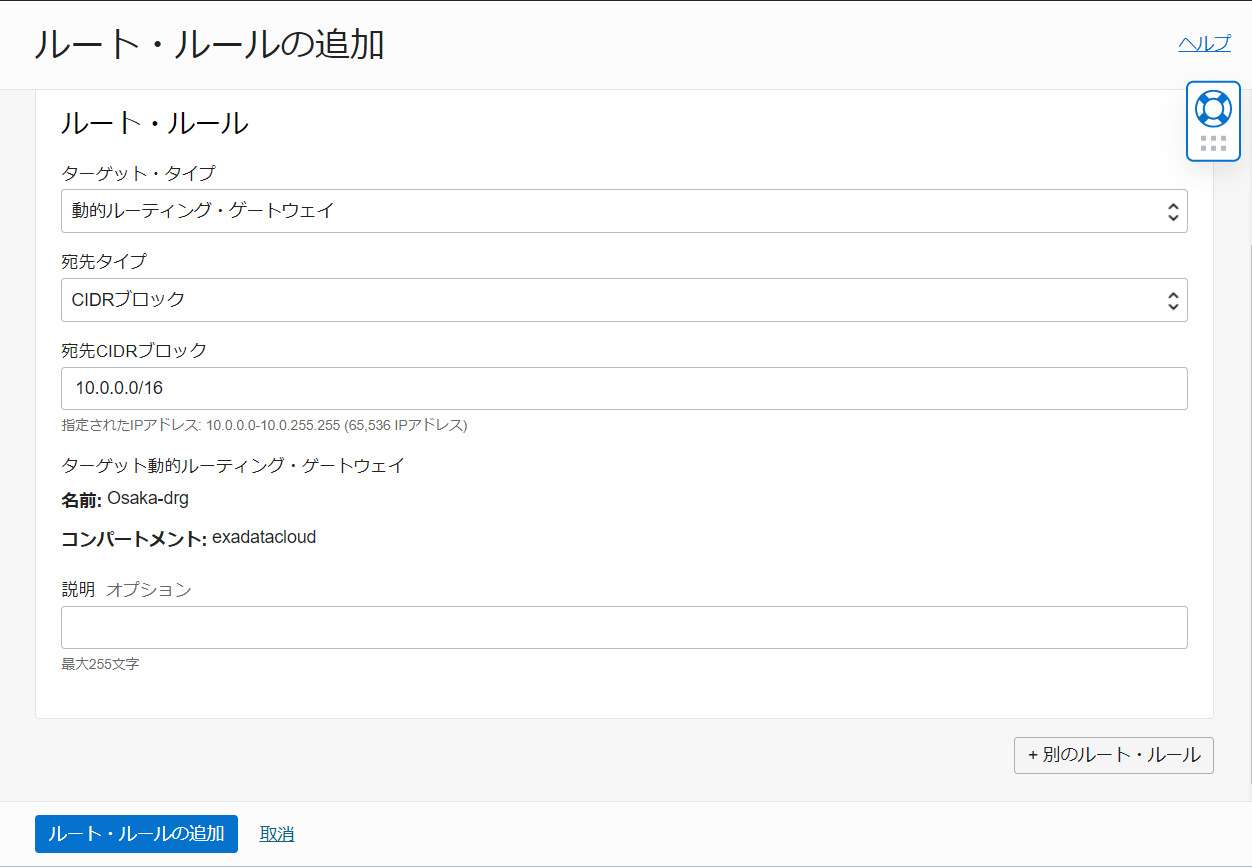 ルート・ルールの追加
ヘルプ
ルート・ルール
ターゲット・タイプ
動的ルーティング・ゲートウェイ
宛先タイプ
CIDRブロック
宛先CIDRブロック
10.0.0.0/16
指定されたIPアドレス: 10.0.0.0-10.0.255.255 (65,536 IPアドレス)
ターゲット動的ルーティング・ゲートウェイ
名前: Osaka-drg
コンパートメント: exadatacloud
説明 オプション
最大255文字
+ 別のルート・ルール
ルート・ルールの追加 取消